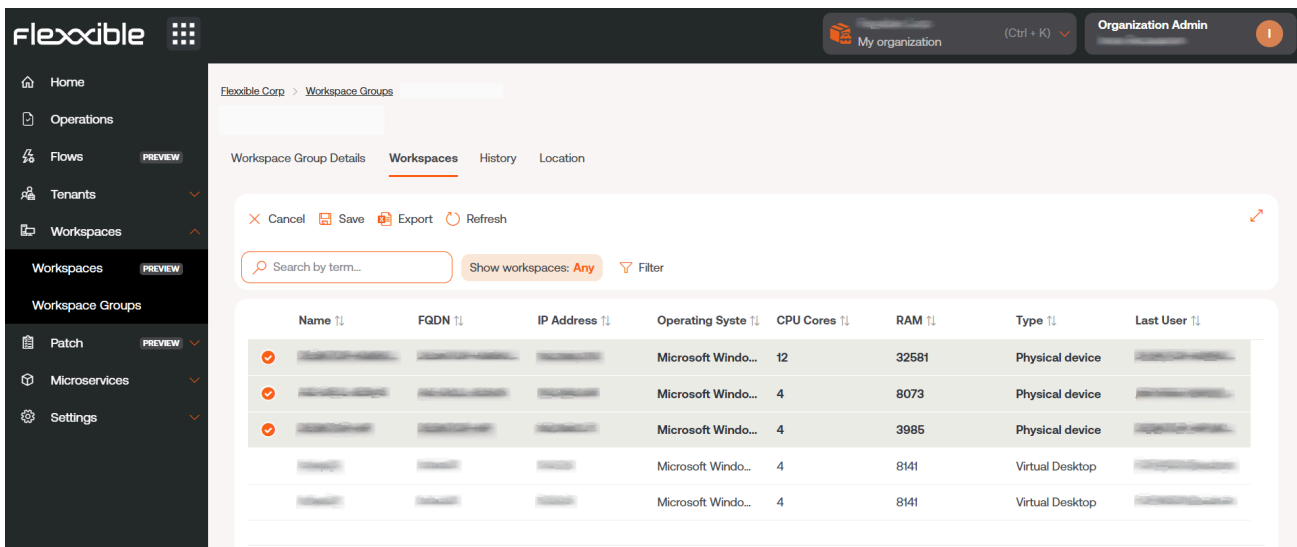 Flexxible
(Ctrl + K)
My organization
Organization Admin
I
Home
Operations
Flows PREVIEW
Tenants
Workspaces
Workspaces PREVIEW
Workspace Groups
Patch PREVIEW
Microservices
Settings
Flexxible Corp > Workspace Groups
Workspace Group Details Workspaces History Location
Cancel Save Export Refresh
Search by term... Show workspaces: Any Filter
Name FQDN IP Address Operating Syste CPU Cores RAM Type Last User
Microsoft Windo... 12 32581 Physical device
Microsoft Windo... 4 8073 Physical device
Microsoft Windo... 4 3985 Physical device
Microsoft Windo... 4 8141 Virtual Desktop
Microsoft Windo... 4 8141 Virtual Desktop